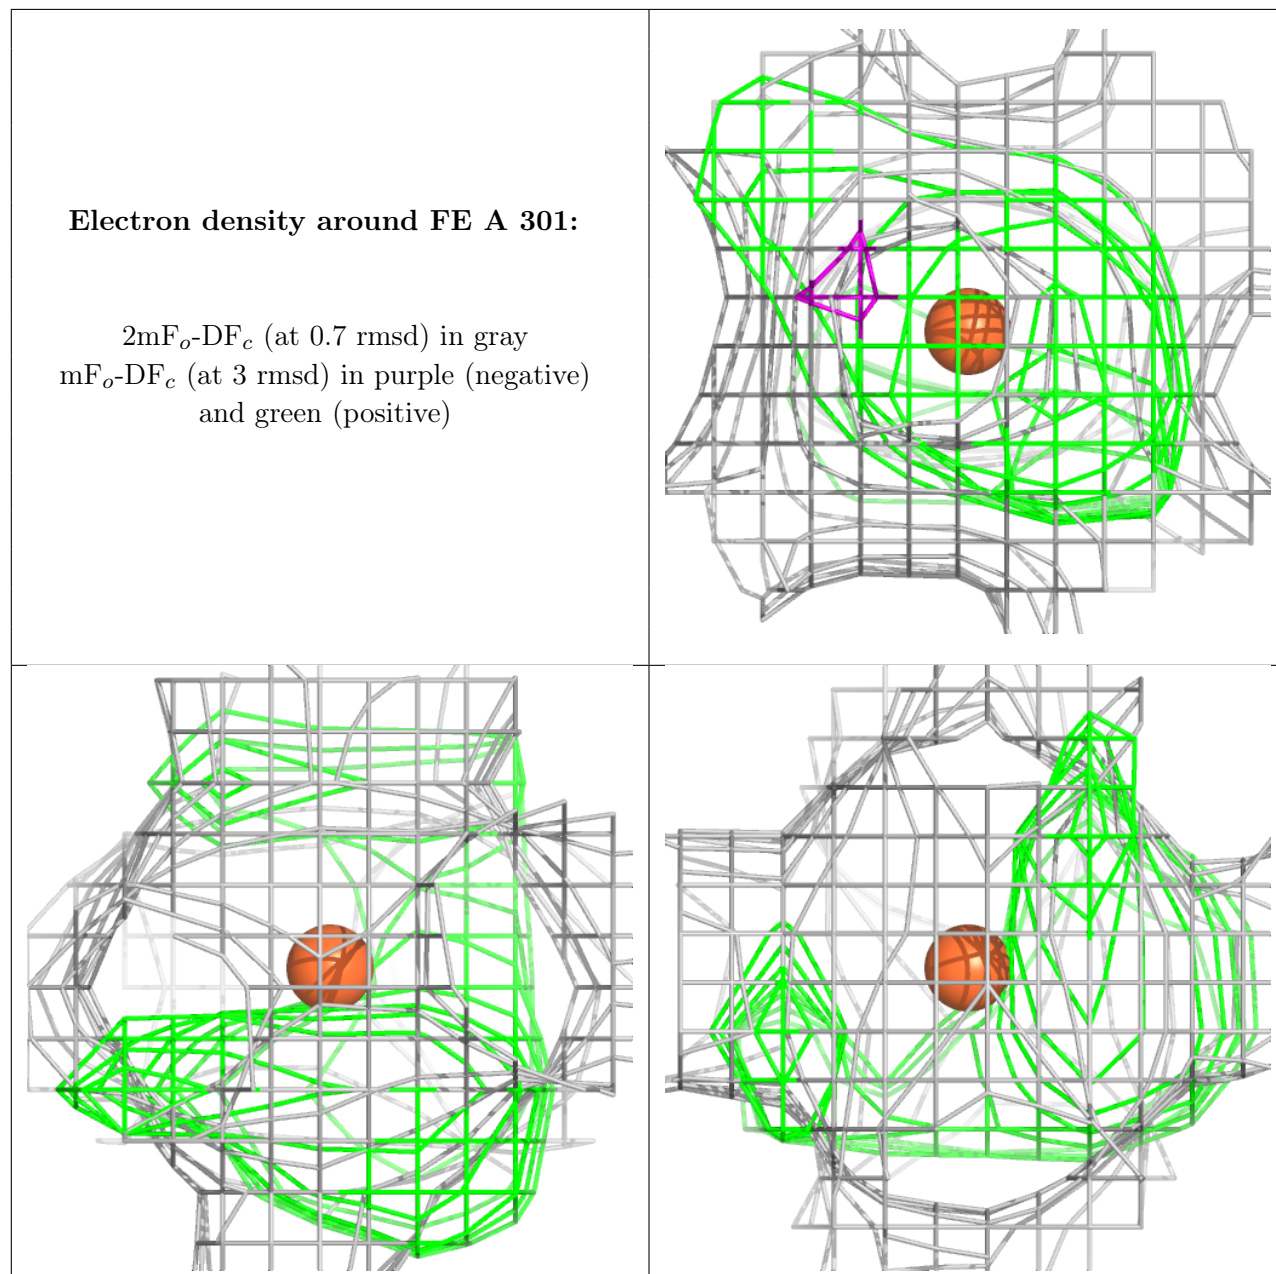 Electron density around FE A 301:
2mFo-DFc (at 0.7 rmsd) in gray
mFo-DFc (at 3 rmsd) in purple (negative)
and green (positive)